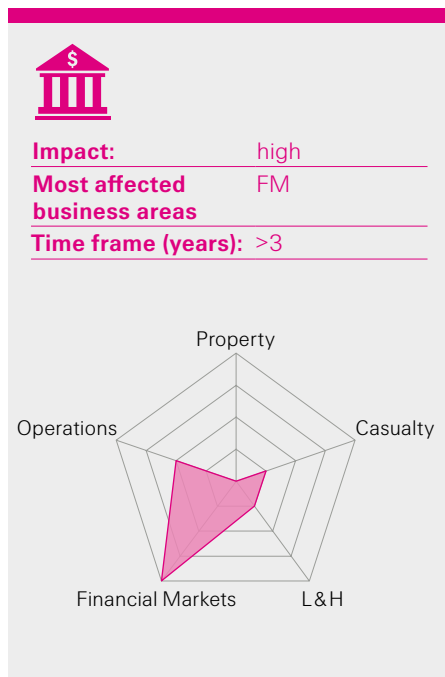 $
Impact: high
Most affected FM
business areas
Time frame (years): >3
Property
Operations Casualty
Financial Markets L&H